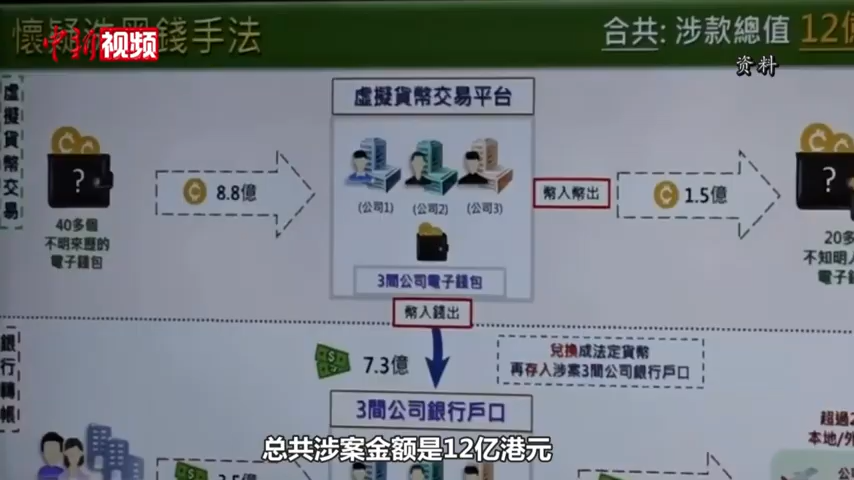 懷疑洗黑錢手法
中新视频
合共: 涉款總值 12億
资料
虛擬貨幣交易
虛擬貨幣交易平台
?
40多個
不明來歷的
電子錢包
8.8億
(公司1) (公司2) (公司3)
3間公司電子錢包
幣入幣出
1.5億
?
20多
不知明人
電子錢
幣入錢出
銀行轉帳
7.3億
兌換成法定貨幣
再存入涉案3間公司銀行戶口
3間公司銀行戶口
超過2
本地/外
总共涉案金额是12亿港元